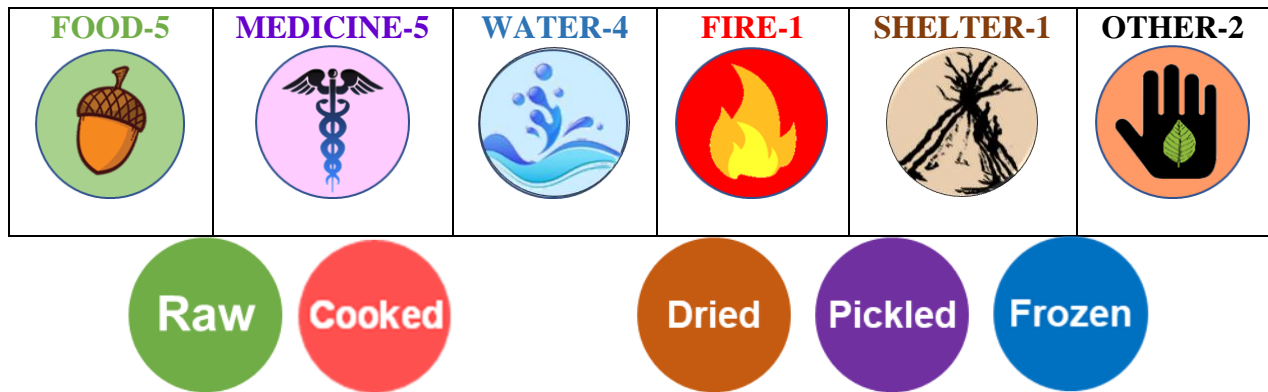 FOOD-5 MEDICINE-5 WATER-4 FIRE-1 SHELTER-1 OTHER-2
Raw Cooked Dried Pickled Frozen